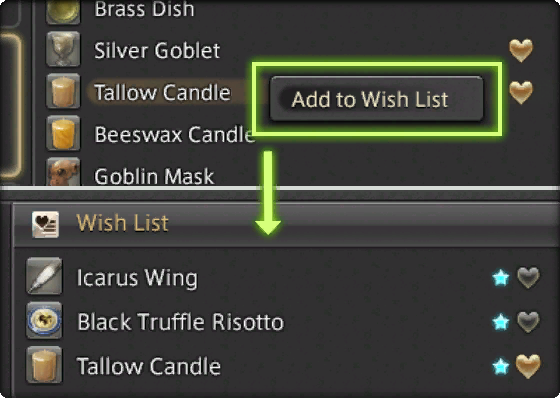 Brass Dish
Silver Goblet
Tallow Candle
Add to Wish List
Beeswax Candle
Goblin Mask
Wish List
Icarus Wing
Black Truffle Risotto
Tallow Candle